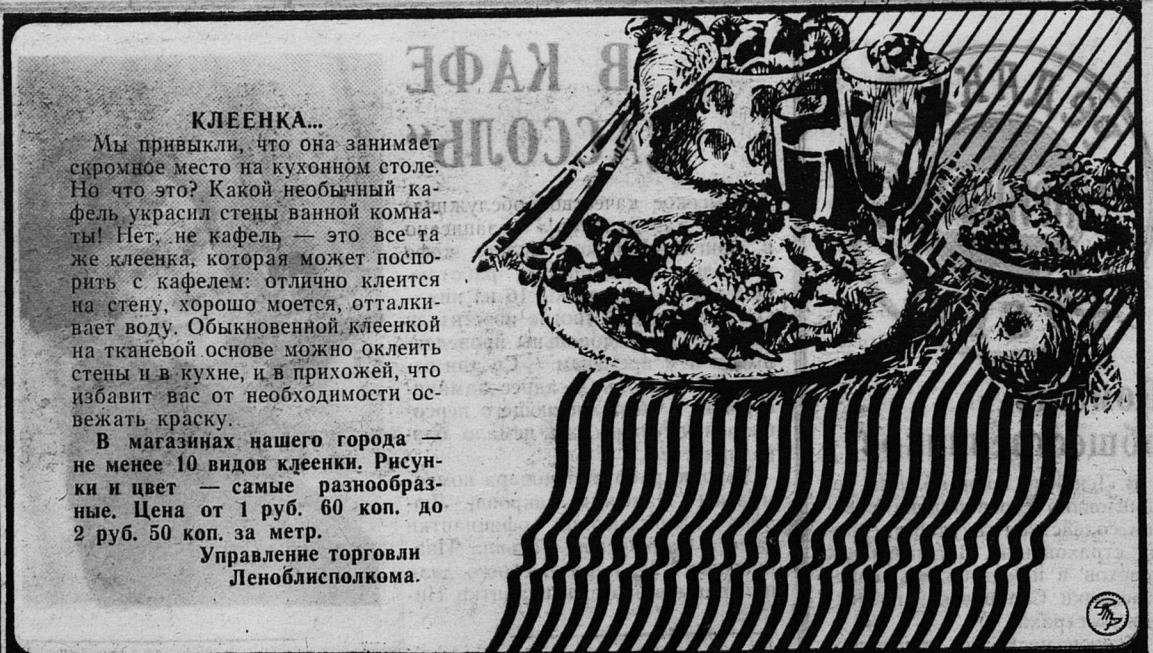 КЛЕЕНКА...
Мы привыкли, что она занимает
скромное место на кухонном столе.
Но что это? Какой необычный ка-
фель украсил стены ванной комна-
ты! Нет, не кафель — это все та
же клеенка, которая может поспо-
рить с кафелем: отлично клеится
на стену, хорошо моется, отталки-
вает воду. Обыкновенной клеенкой
на тканевой основе можно оклеить
стены и в кухне, и в прихожей, что
избавит вас от необходимости ос-
вежать краску.
В магазинах нашего города —
не менее 10 видов клеенки. Рисун-
ки и цвет — самые разнообраз-
ные. Цена от 1 руб. 60 коп. до
2 руб. 50 коп. за метр.
Управление торговли
Леноблисполкома.
В КАФЕ